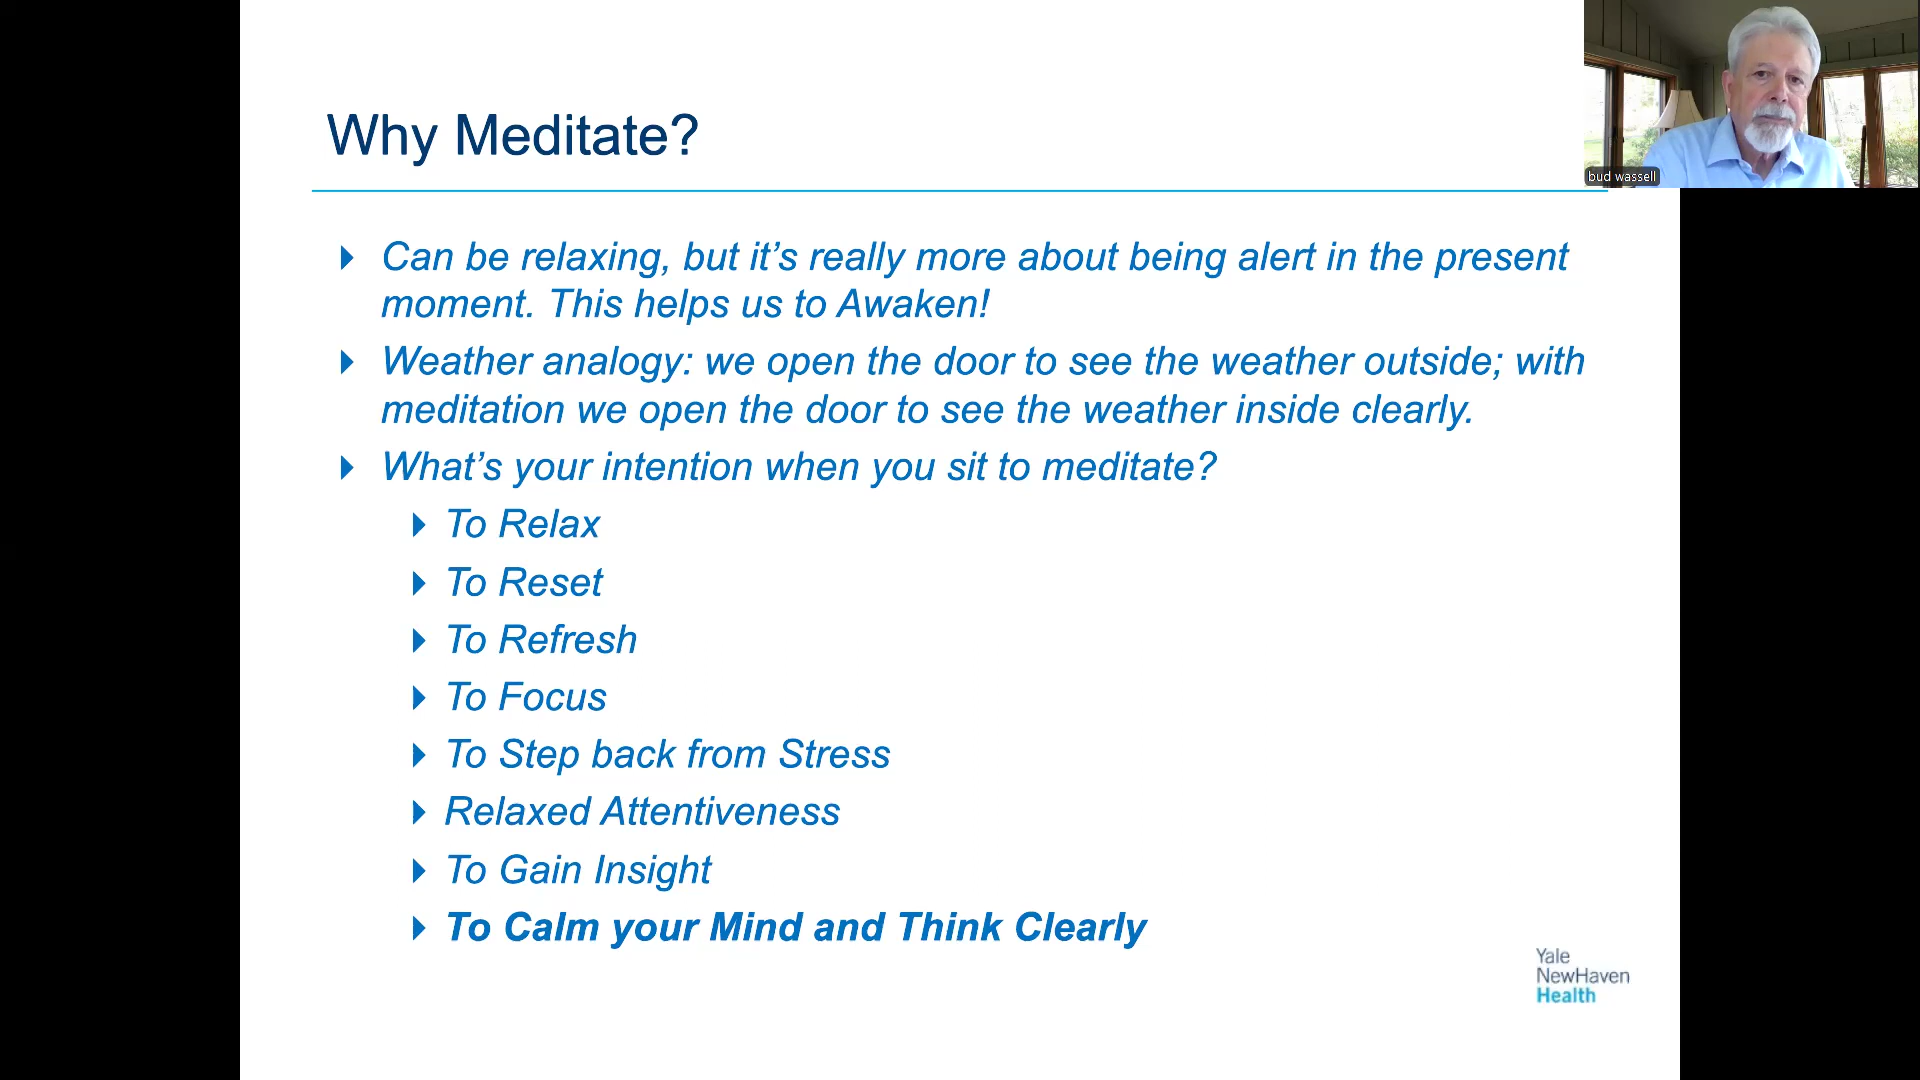 Why Meditate?
bud wassell
Can be relaxing, but it’s really more about being alert in the present
moment. This helps us to Awaken!
Weather analogy: we open the door to see the weather outside; with
meditation we open the door to see the weather inside clearly.
What’s your intention when you sit to meditate?
To Relax
To Reset
To Refresh
To Focus
To Step back from Stress
Relaxed Attentiveness
To Gain Insight
To Calm your Mind and Think Clearly
Yale
NewHaven
Health